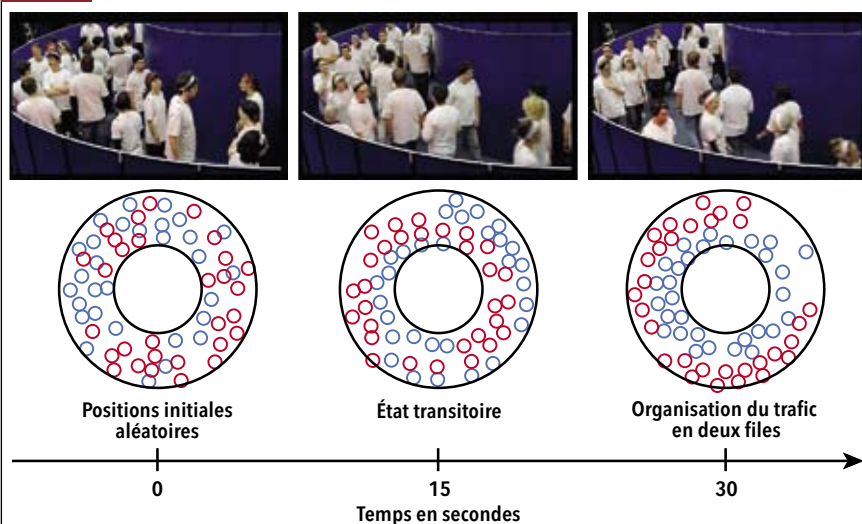 Positions initiales
aléatoires
État transitoire
Organisation du trafic
en deux files
0
15
30
Temps en secondes